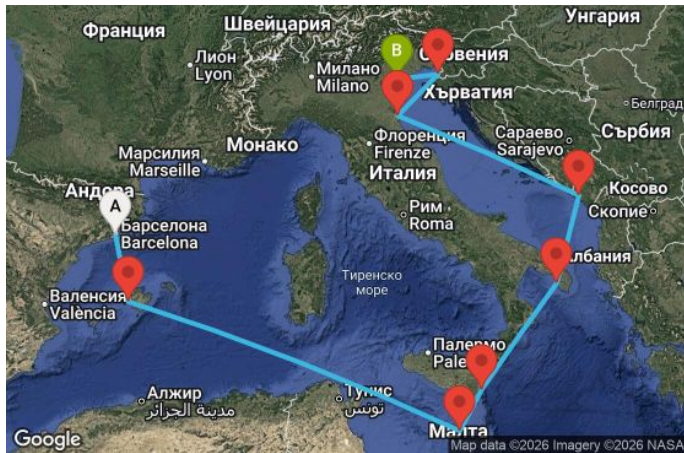 Франция
Швейцария
Унгария
Лион
Lyon
Милано
Milano
B
Словения
Хърватия
Белград
Монако
Флоренция
Firenze
Сараево
Sarajevo
Сърбия
Марсилия
Marseille
Италия
Косово
Андора
A
Барселона
Barcelona
Рим
Roma
Скопие
Албания
Валенсия
València
Тиренско
море
Палермо
Алжир
مدينة الجزائر
Тунис
تونس
Малта
Google
Map data ©2026 Imagery ©2026 NASA